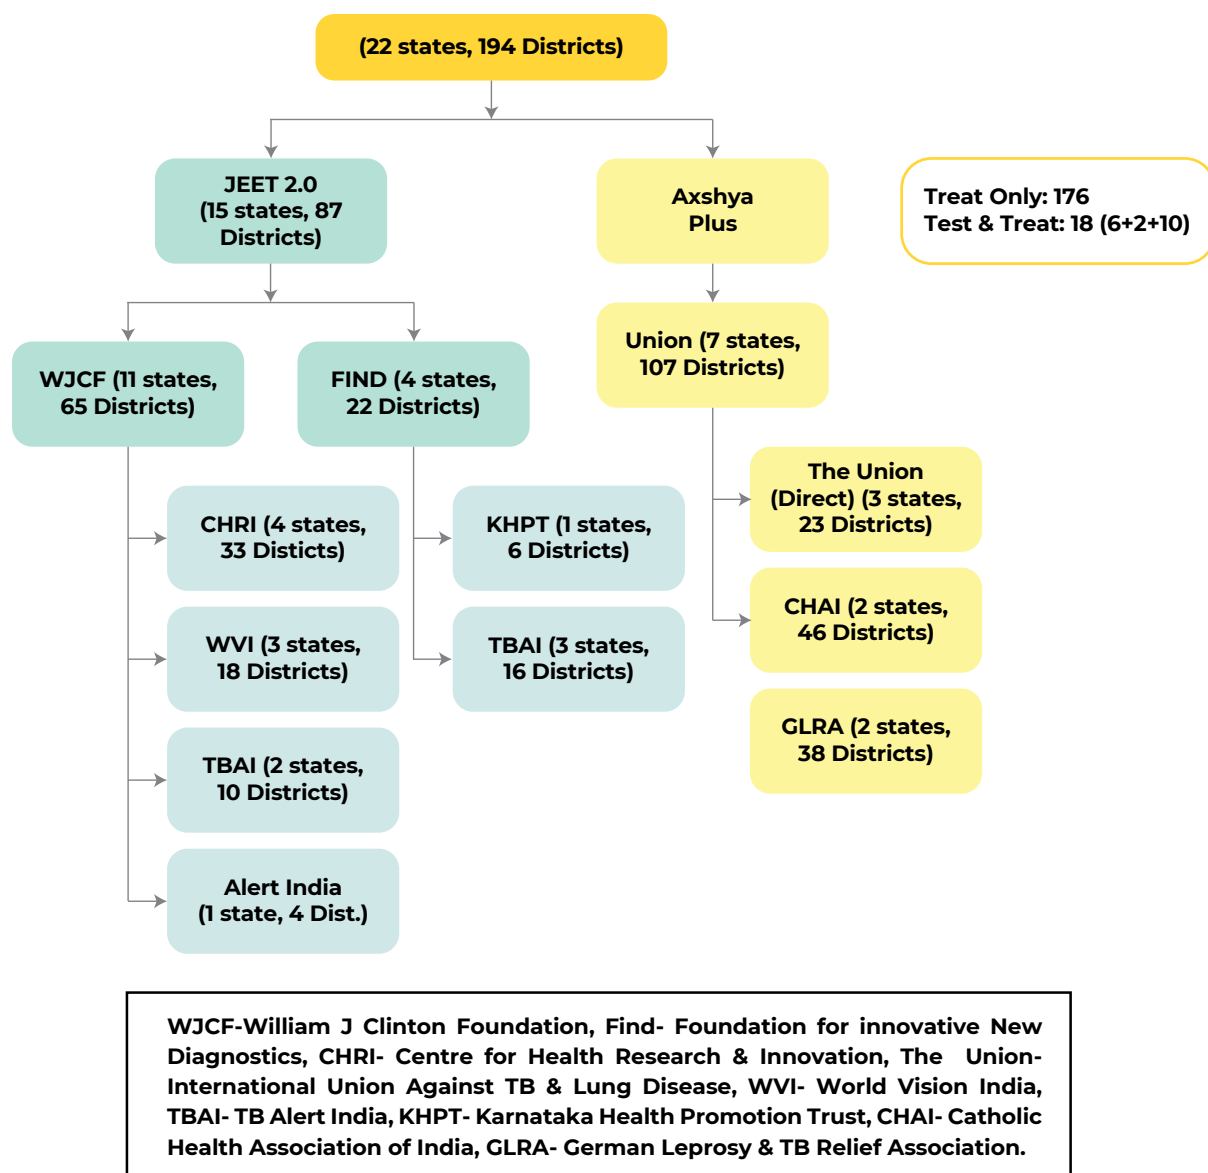 (22 states, 194 Districts)
JEET 2.0
(15 states, 87
Districts)
Axshya
Plus
Treat Only: 176
Test & Treat: 18 (6+2+10)
WJCF (11 states,
65 Districts)
FIND (4 states,
22 Districts)
Union (7 states,
107 Districts)
CHRI (4 states,
33 Disticts)
WVI (3 states,
18 Districts)
TBAI (2 states,
10 Districts)
Alert India
(1 state, 4 Dist.)
KHPT (1 states,
6 Districts)
TBAI (3 states,
16 Districts)
The Union
(Direct) (3 states,
23 Districts)
CHAI (2 states,
46 Districts)
GLRA (2 states,
38 Districts)
WJCF-William J Clinton Foundation, Find- Foundation for innovative New
Diagnostics, CHRI- Centre for Health Research & Innovation, The Union-
International Union Against TB & Lung Disease, WVI- World Vision India,
TBAI- TB Alert India, KHPT- Karnataka Health Promotion Trust, CHAI- Catholic
Health Association of India, GLRA- German Leprosy & TB Relief Association.